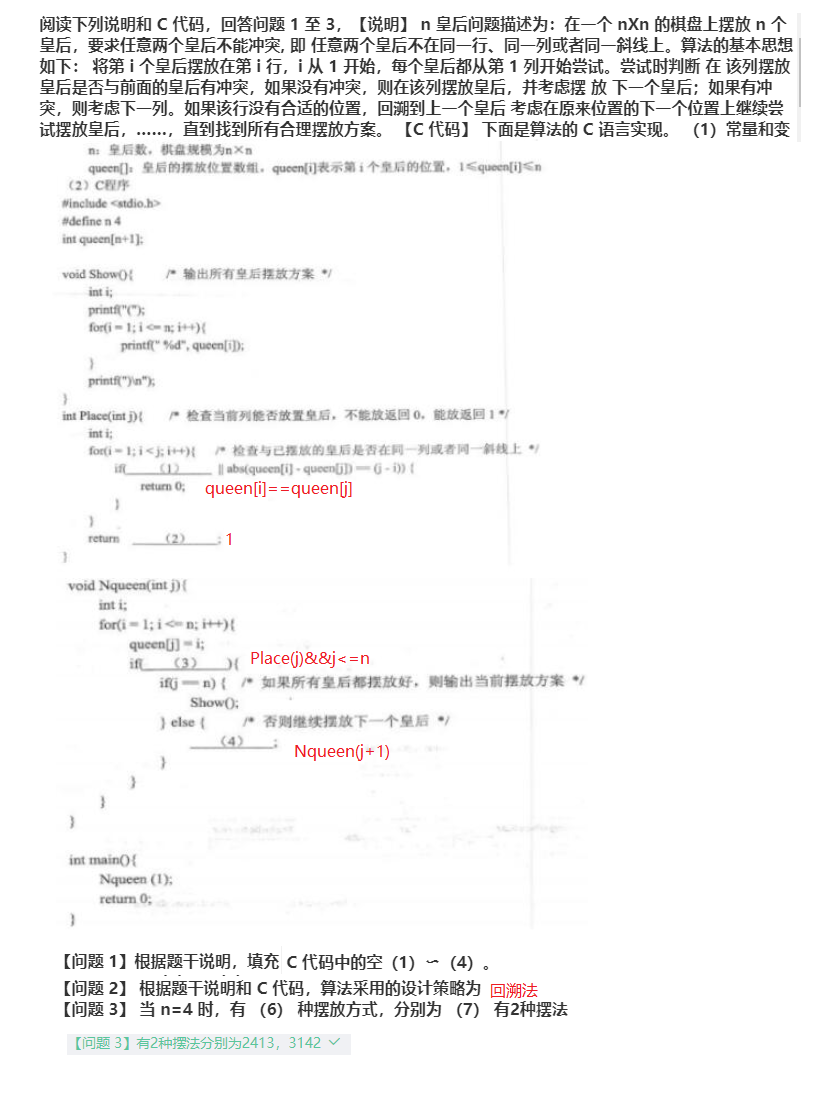 阅读下列说明和 C 代码，回答问题 1 至 3，【说明】 n 皇后问题描述为：在一个 nXn 的棋盘上摆放 n 个
皇后，要求任意两个皇后不能冲突, 即 任意两个皇后不在同一行、同一列或者同一斜线上。算法的基本思想
如下： 将第 i 个皇后摆放在第 i 行，i 从 1 开始，每个皇后都从第 1 列开始尝试。尝试时判断 在 该列摆放
皇后是否与前面的皇后有冲突，如果没有冲突，则在该列摆放皇后，并考虑摆 放 下一个皇后；如果有冲
突，则考虑下一列。如果该行没有合适的位置，回溯到上一个皇后 考虑在原来位置的下一个位置上继续尝
试摆放皇后，……，直到找到所有合理摆放方案。 【C 代码】 下面是算法的 C 语言实现。 （1）常量和变
n：皇后数，棋盘规模为n×n
queen[]：皇后的摆放位置数组，queen[i]表示第 i 个皇后的位置，1≤queen[i]≤n
（2）C程序
#include <stdio.h>
#define n 4
int queen[n+1];
void Show(){ /* 输出所有皇后摆放方案 */
int i;
printf("(");
for(i = 1; i <= n; i++){
printf(" %d", queen[i]);
}
printf(")\n");
}
int Place(int j){ /* 检查当前列能否放置皇后，不能放返回 0，能放返回 1 */
int i;
for(i = 1; i < j; i++){ /* 检查与已摆放的皇后是否在同一列或者同一斜线上 */
if( （1） || abs(queen[i] - queen[j]) == (j - i)) {
return 0; queen[i]==queen[j]
}
}
return （2） ; 1
}
void Nqueen(int j){
int i;
for(i = 1; i <= n; i++){
queen[j] = i;
if( （3） ){ Place(j)&&j<=n
if(j == n) { /* 如果所有皇后都摆放好，则输出当前摆放方案 */
Show();
} else { /* 否则继续摆放下一个皇后 */
（4） ; Nqueen(j+1)
}
}
}
}
int main(){
Nqueen (1);
return 0;
}
【问题 1】根据题干说明，填充 C 代码中的空（1）~（4）。
【问题 2】 根据题干说明和 C 代码，算法采用的设计策略为 回溯法
【问题 3】 当 n=4 时，有 （6） 种摆放方式，分别为 （7） 有2种摆法
【问题 3】有2种摆法分别为2413，3142